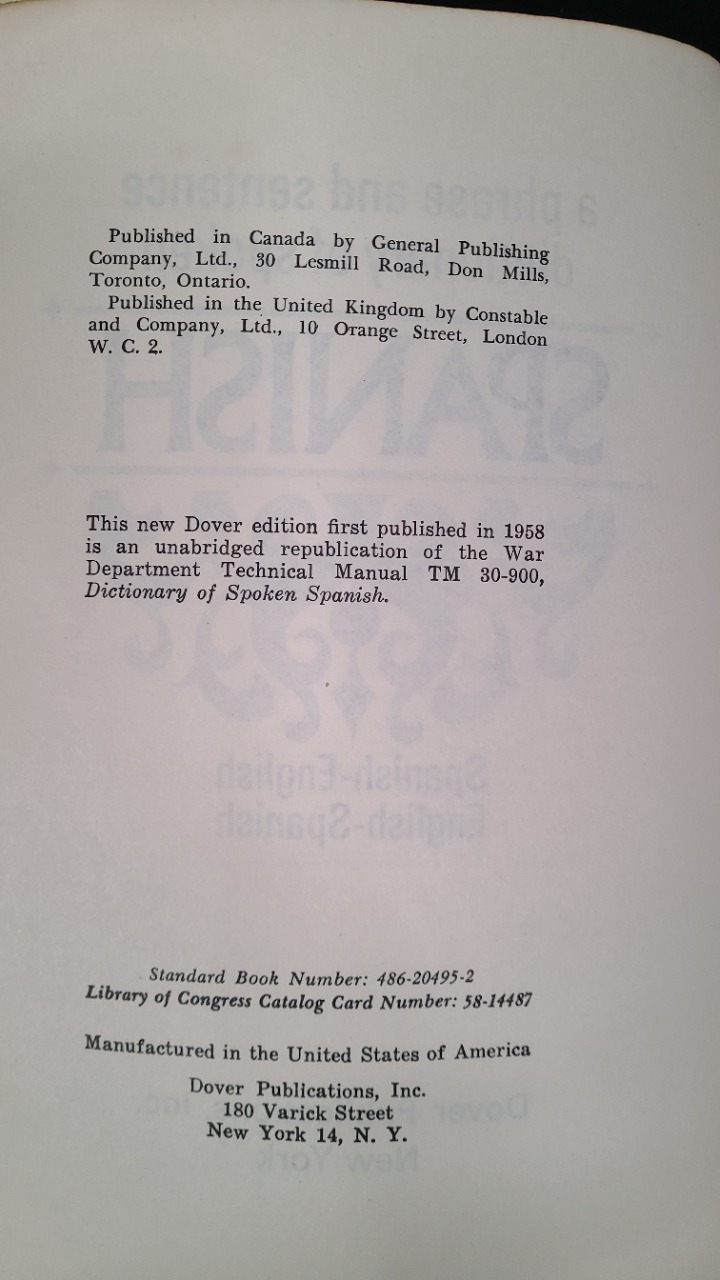 Published in Canada by General Publishing
Company, Ltd., 30 Lesmill Road, Don Mills,
Toronto, Ontario.
Published in the United Kingdom by Constable
and Company, Ltd., 10 Orange Street, London
W. C. 2.
This new Dover edition first published in 1958
is an unabridged republication of the War
Department Technical Manual TM 30-900,
Dictionary of Spoken Spanish.
Standard Book Number: 486-20495-2
Library of Congress Catalog Card Number: 58-14487
Manufactured in the United States of America
Dover Publications, Inc.
180 Varick Street
New York 14, N. Y.